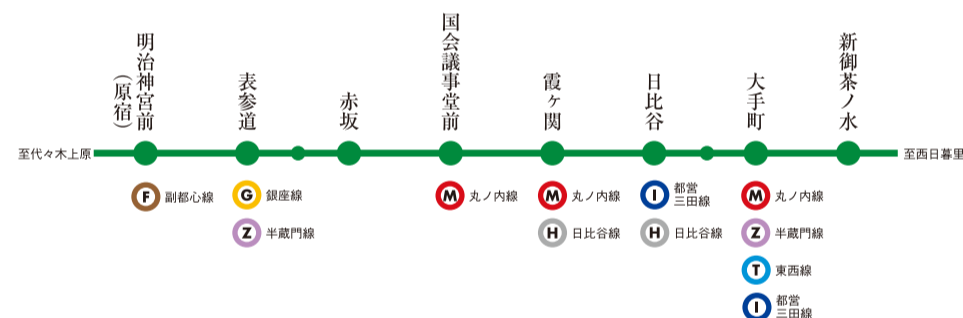 明治神宮前
(原宿)
表参道
赤坂
国会議事堂前
霞ヶ関
日比谷
大手町
新御茶ノ水
至代々木上原
至西日暮里
F 副都心線
G 銀座線
Z 半蔵門線
M 丸ノ内線
M 丸ノ内線
H 日比谷線
I 都営
三田線
H 日比谷線
M 丸ノ内線
Z 半蔵門線
T 東西線
I 都営
三田線